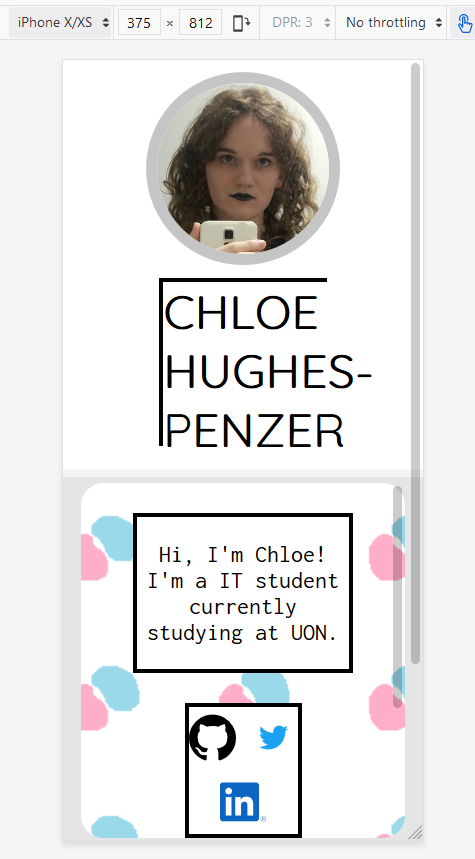 iPhone X/XS 375 × 812 DPR: 3 No throttling
CHLOE
HUGHES-
PENZER
Hi, I'm Chloe!
I'm a IT student
currently
studying at UON.
in